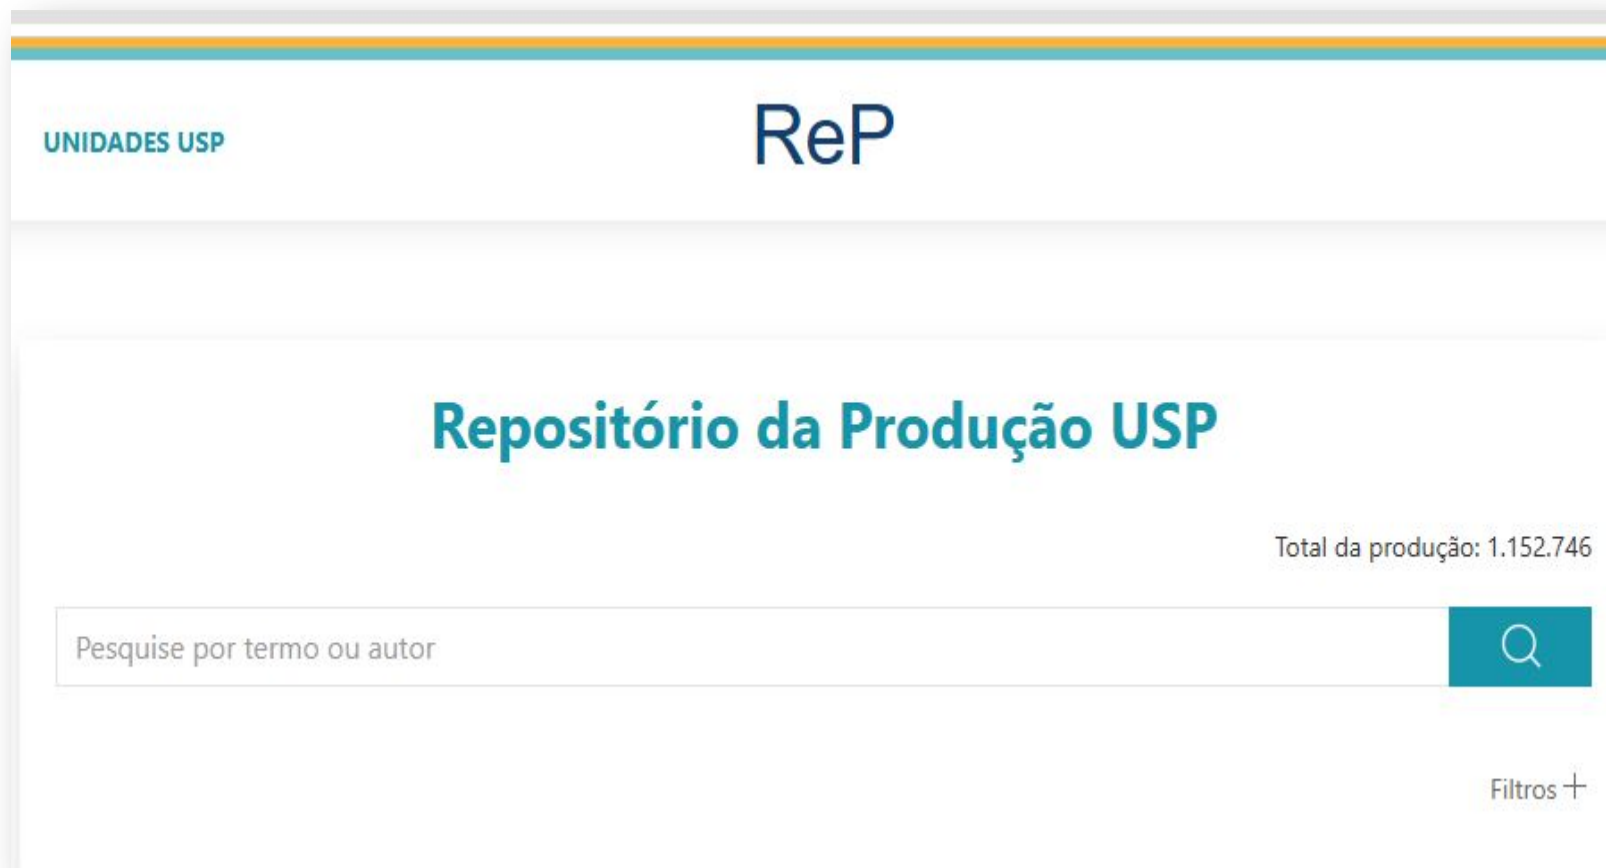 UNIDADES USP
ReP
Repositório da Produção USP
Total da produção: 1.152.746
Pesquise por termo ou autor
Filtros